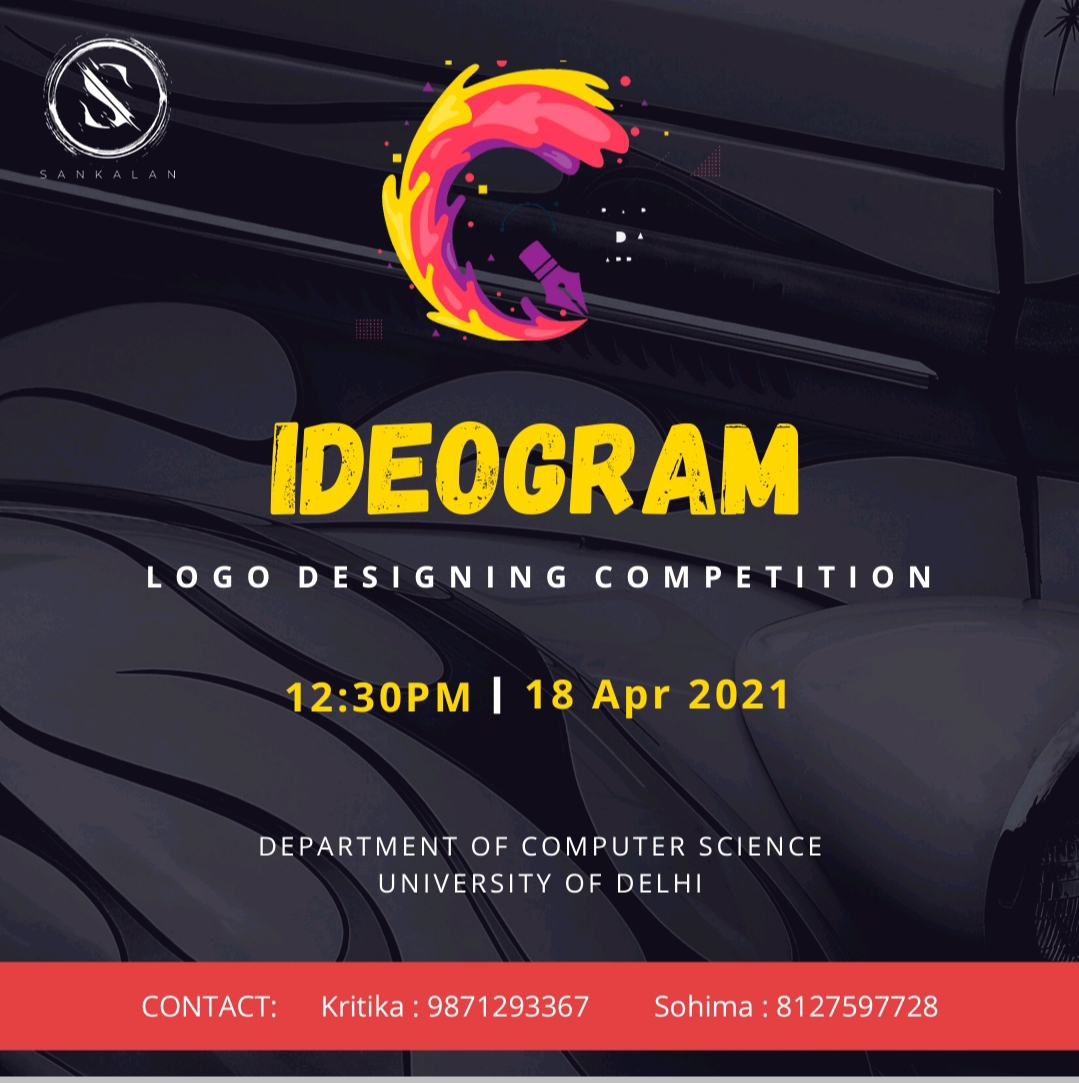 SANKALAN
IDEOGRAM
LOGO DESIGNING COMPETITION
12:30PM | 18 Apr 2021
DEPARTMENT OF COMPUTER SCIENCE
UNIVERSITY OF DELHI
CONTACT: Kritika : 9871293367 Sohima : 8127597728